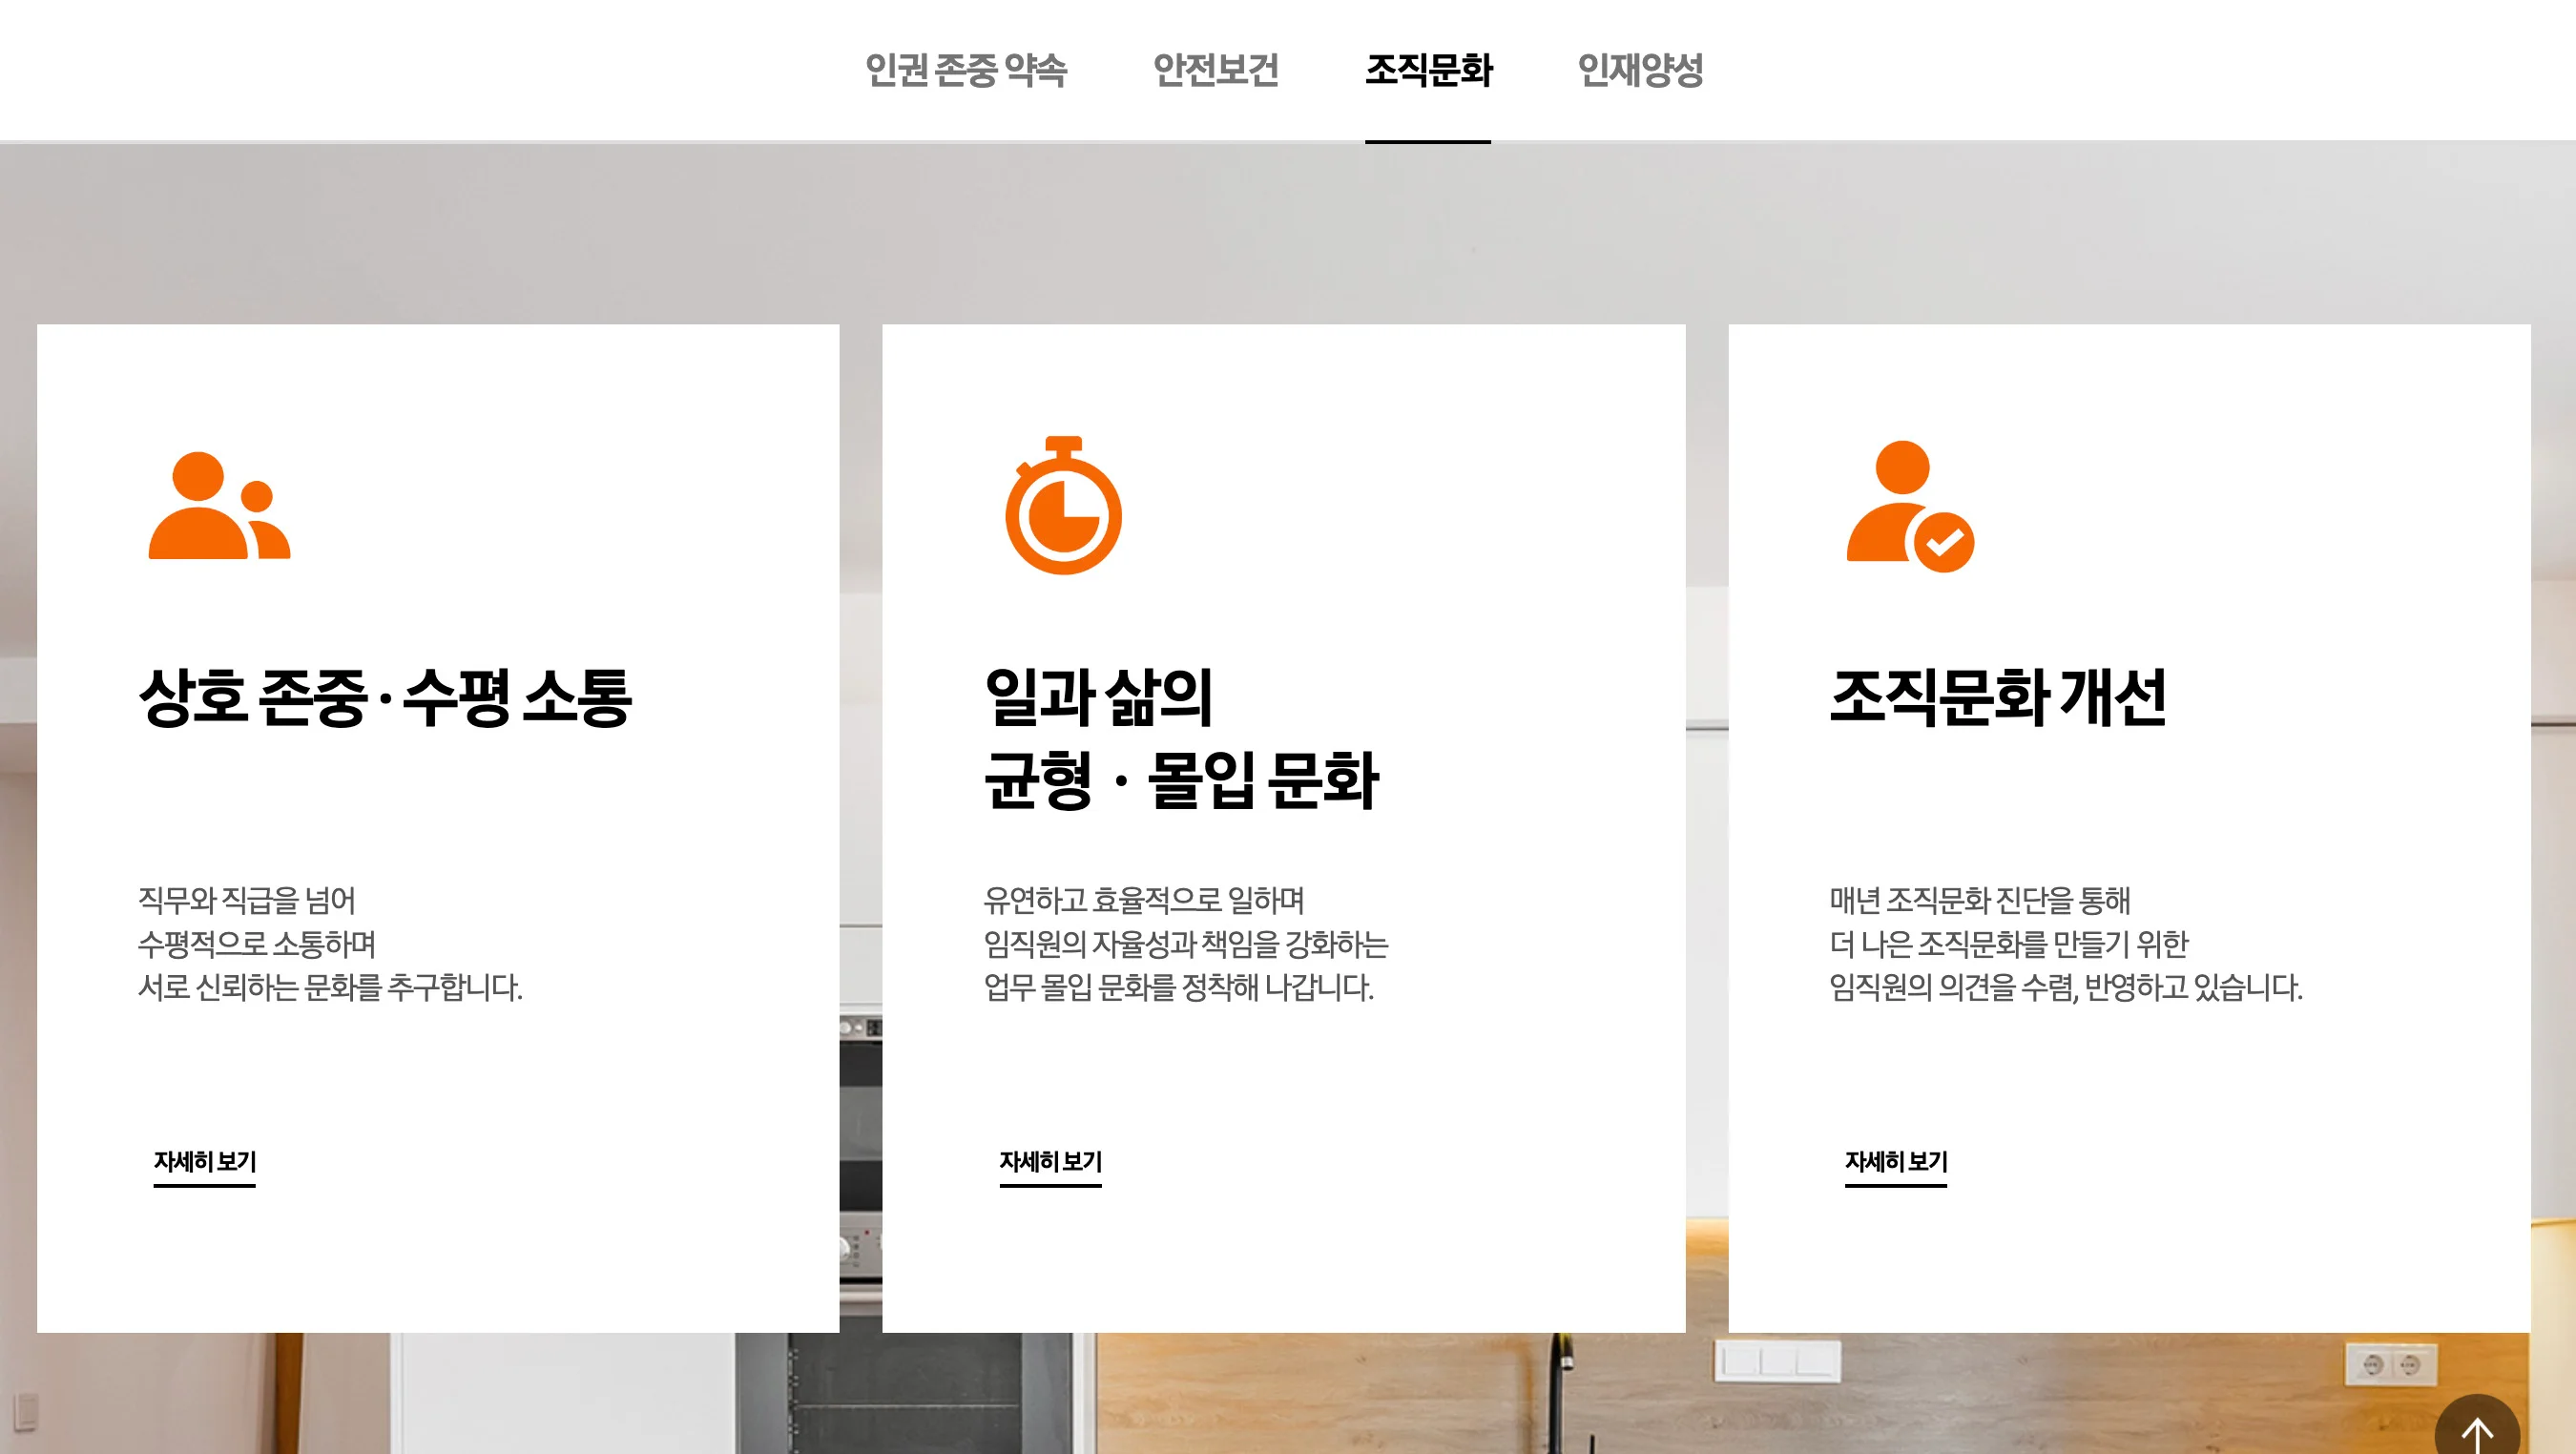 인권 존중 약속
안전보건
조직문화
인재양성
상호 존중 · 수평 소통
직무와 직급을 넘어
수평적으로 소통하며
서로 신뢰하는 문화를 추구합니다.
자세히 보기
일과 삶의
균형 · 몰입 문화
유연하고 효율적으로 일하며
임직원의 자율성과 책임을 강화하는
업무 몰입 문화를 정착해 나갑니다.
자세히 보기
조직문화 개선
매년 조직문화 진단을 통해
더 나은 조직문화를 만들기 위한
임직원의 의견을 수렴, 반영하고 있습니다.
자세히 보기